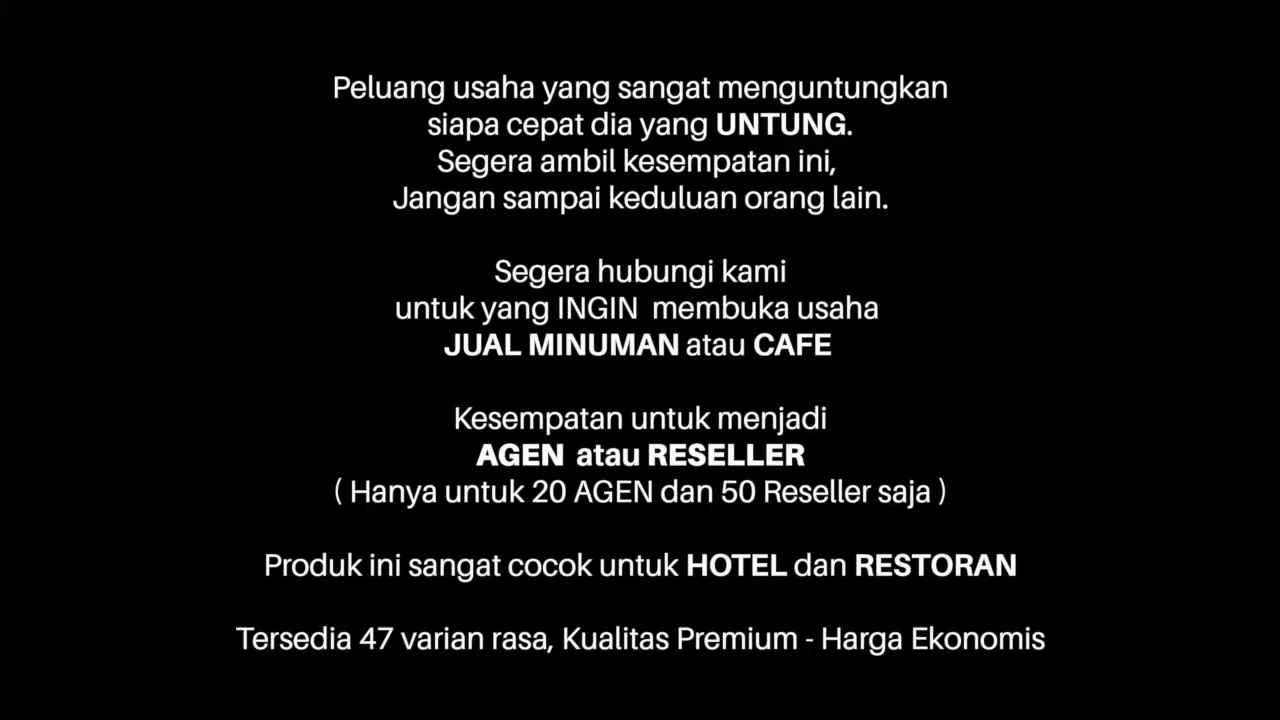 Peluang usaha yang sangat menguntungkan
siapa cepat dia yang UNTUNG.
Segera ambil kesempatan ini,
Jangan sampai keduluan orang lain.
Segera hubungi kami
untuk yang INGIN membuka usaha
JUAL MINUMAN atau CAFE
Kesempatan untuk menjadi
AGEN atau RESELLER
( Hanya untuk 20 AGEN dan 50 Reseller saja )
Produk ini sangat cocok untuk HOTEL dan RESTORAN
Tersedia 47 varian rasa, Kualitas Premium - Harga Ekonomis